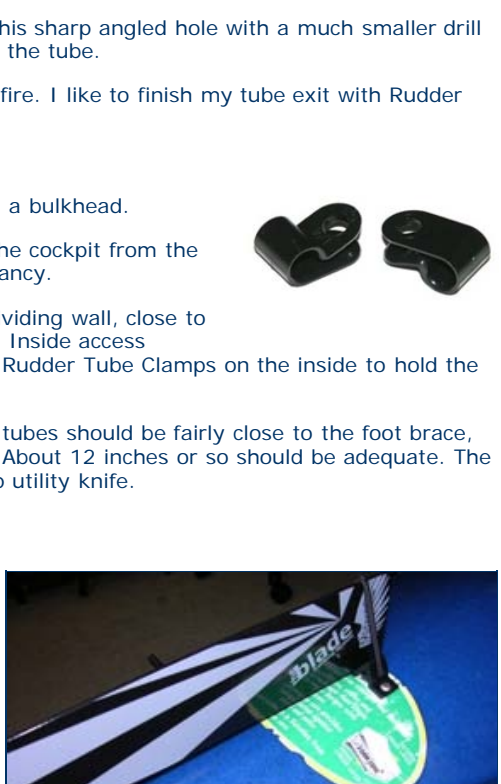 his sharp angled hole with a much smaller drill
the tube.
fire. I like to finish my tube exit with Rudder
a bulkhead.
he cockpit from the
ancy.
viding wall, close to
Inside access
Rudder Tube Clamps on the inside to hold the
tubes should be fairly close to the foot brace,
About 12 inches or so should be adequate. The
utility knife.
blade